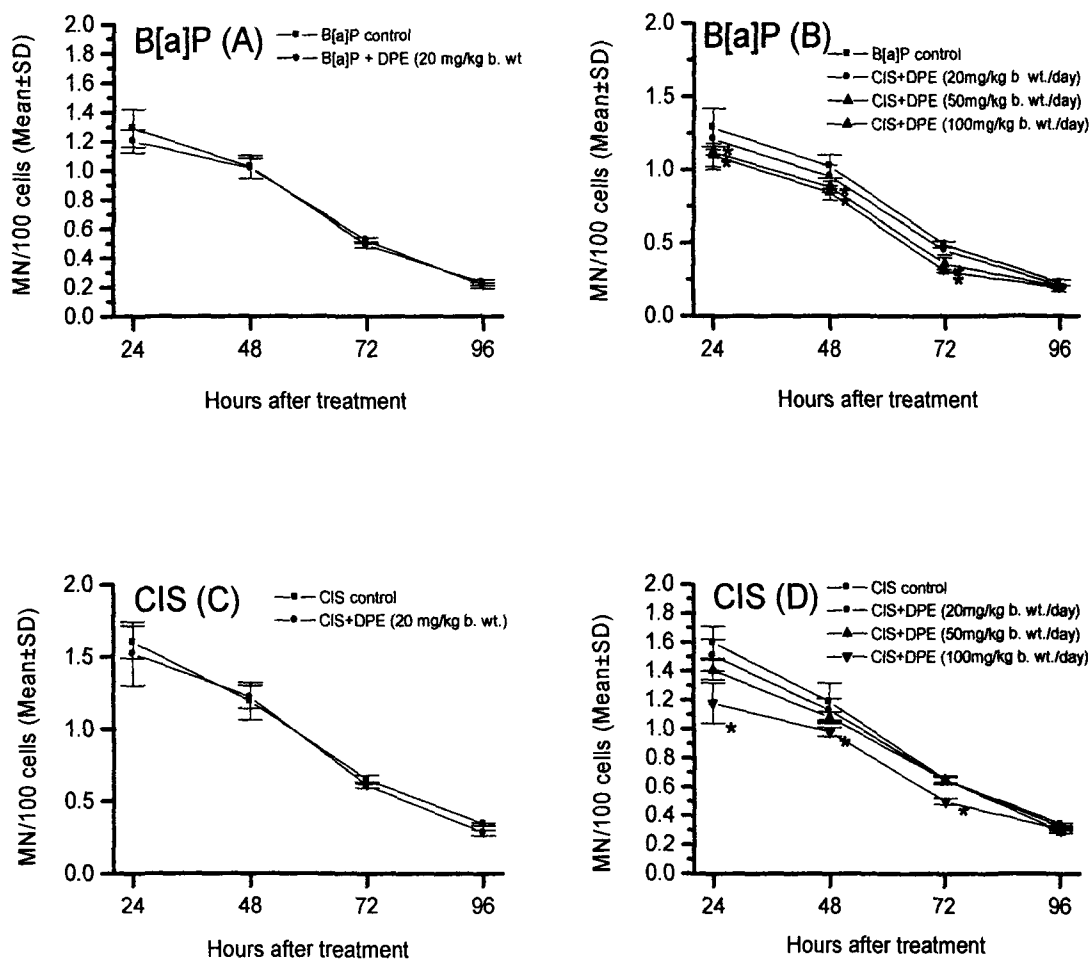 B[a]P (A)
B[a]P control
B[a]P + DPE (20 mg/kg b. wt
MN/100 cells (Mean±SD)
2.0
1.8
1.6
1.4
1.2
1.0
0.8
0.6
0.4
0.2
0.0
24 48 72 96
Hours after treatment
B[a]P (B)
B[a]P control
CIS+DPE (20mg/kg b. wt./day)
CIS+DPE (50mg/kg b. wt./day)
CIS+DPE (100mg/kg b. wt./day)
MN/100 cells (Mean±SD)
2.0
1.5
1.0
0.5
0.0
* * * * * *
24 48 72 96
Hours after treatment
CIS (C)
CIS control
CIS+DPE (20 mg/kg b. wt.)
MN/100 cells (Mean±SD)
2.0
1.5
1.0
0.5
0.0
24 48 72 96
Hours after treatment
CIS (D)
CIS control
CIS+DPE (20mg/kg b. wt./day)
CIS+DPE (50mg/kg b. wt./day)
CIS+DPE (100mg/kg b. wt./day)
MN/100 cells (Mean±SD)
2.0
1.8
1.6
1.4
1.2
1.0
0.8
0.6
0.4
0.3
0.0
* * *
24 48 72 96
Hours after treatment